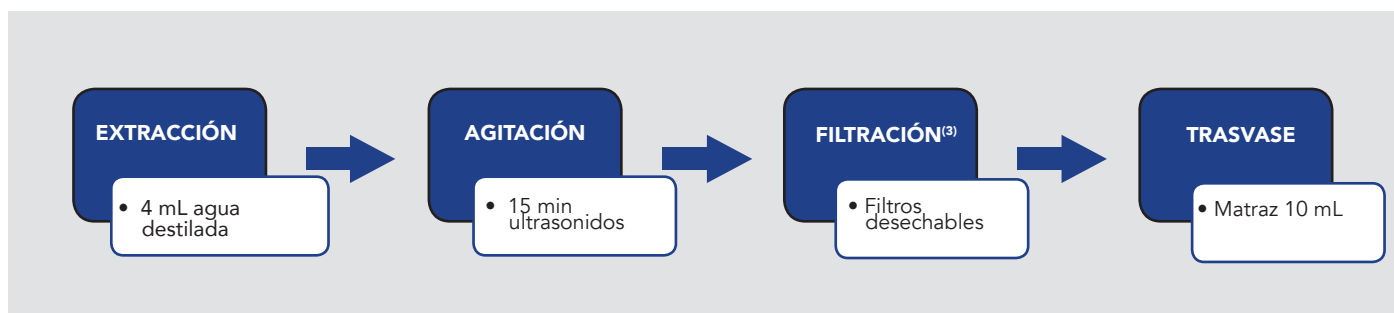 EXTRACCIÓN
• 4 mL agua
destilada
AGITACIÓN
• 15 min
ultrasonidos
FILTRACIÓN(3)
• Filtros
desechables
TRASVASE
• Matraz 10 mL